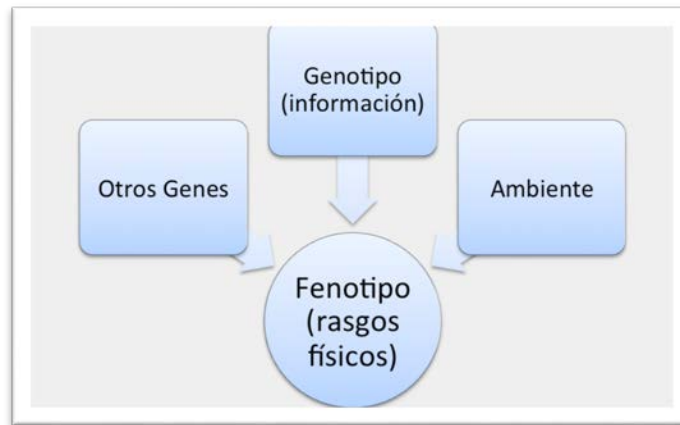 Genotipo
(información)
Otros Genes
Ambiente
Fenotipo
(rasgos
físicos)